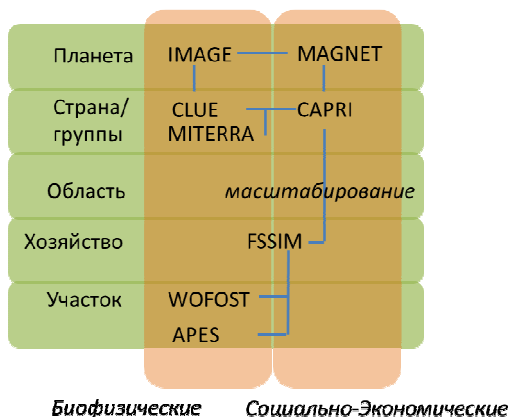 Планета IMAGE MAGNET
Страна/ CLUE CAPRI
группы MITERRA
Область масштабирование
Хозяйство FSSIM
Участок WOFOST
APES
Биофизические Социально-Экономические